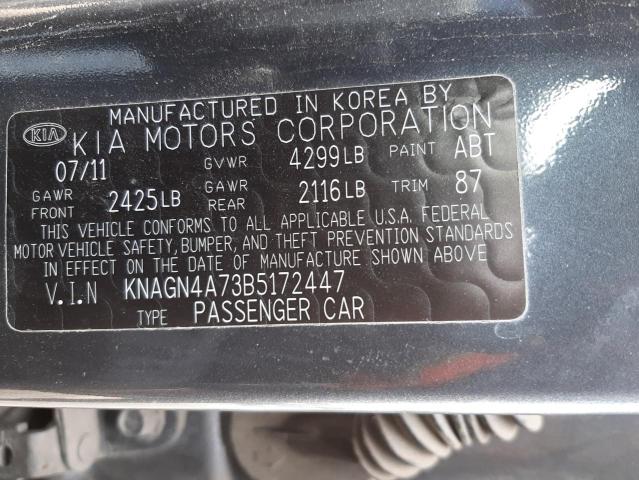 MANUFACTURED IN KOREA BY
KIA KIA MOTORS CORPORATION
07/11 GVWR 4299LB PAINT ABT
GAWR FRONT 2425LB GAWR REAR 2116LB TRIM 87
THIS VEHICLE CONFORMS TO ALL APPLICABLE U.S.A. FEDERAL
MOTOR VEHICLE SAFETY, BUMPER, AND THEFT PREVENTION STANDARDS
IN EFFECT ON THE DATE OF MANUFACTURE SHOWN ABOVE
V.I.N KNAGN4A73B5172447
TYPE PASSENGER CAR